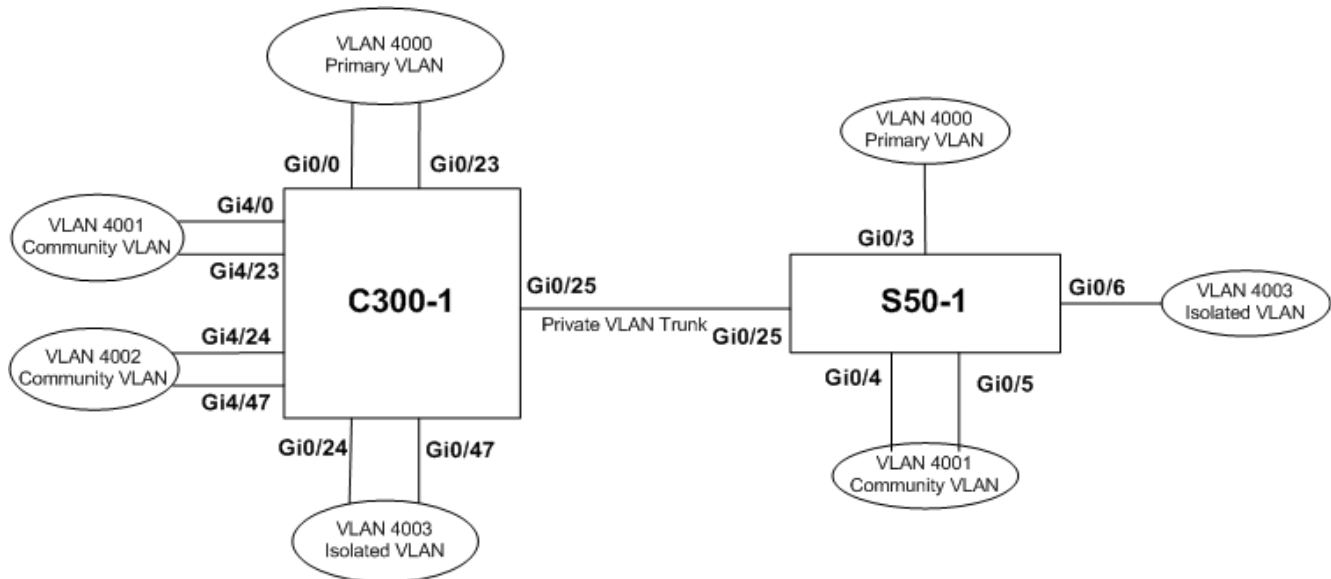 VLAN 4000
Primary VLAN
VLAN 4000
Primary VLAN
Gi0/0
Gi0/23
Gi4/0
VLAN 4001
Community VLAN
Gi0/3
Gi4/23
Gi0/25
Gi0/6
C300-1
S50-1
VLAN 4003
Isolated VLAN
Private VLAN Trunk
Gi0/25
Gi4/24
VLAN 4002
Community VLAN
Gi0/4
Gi0/5
Gi4/47
Gi0/24
Gi0/47
VLAN 4001
Community VLAN
VLAN 4003
Isolated VLAN